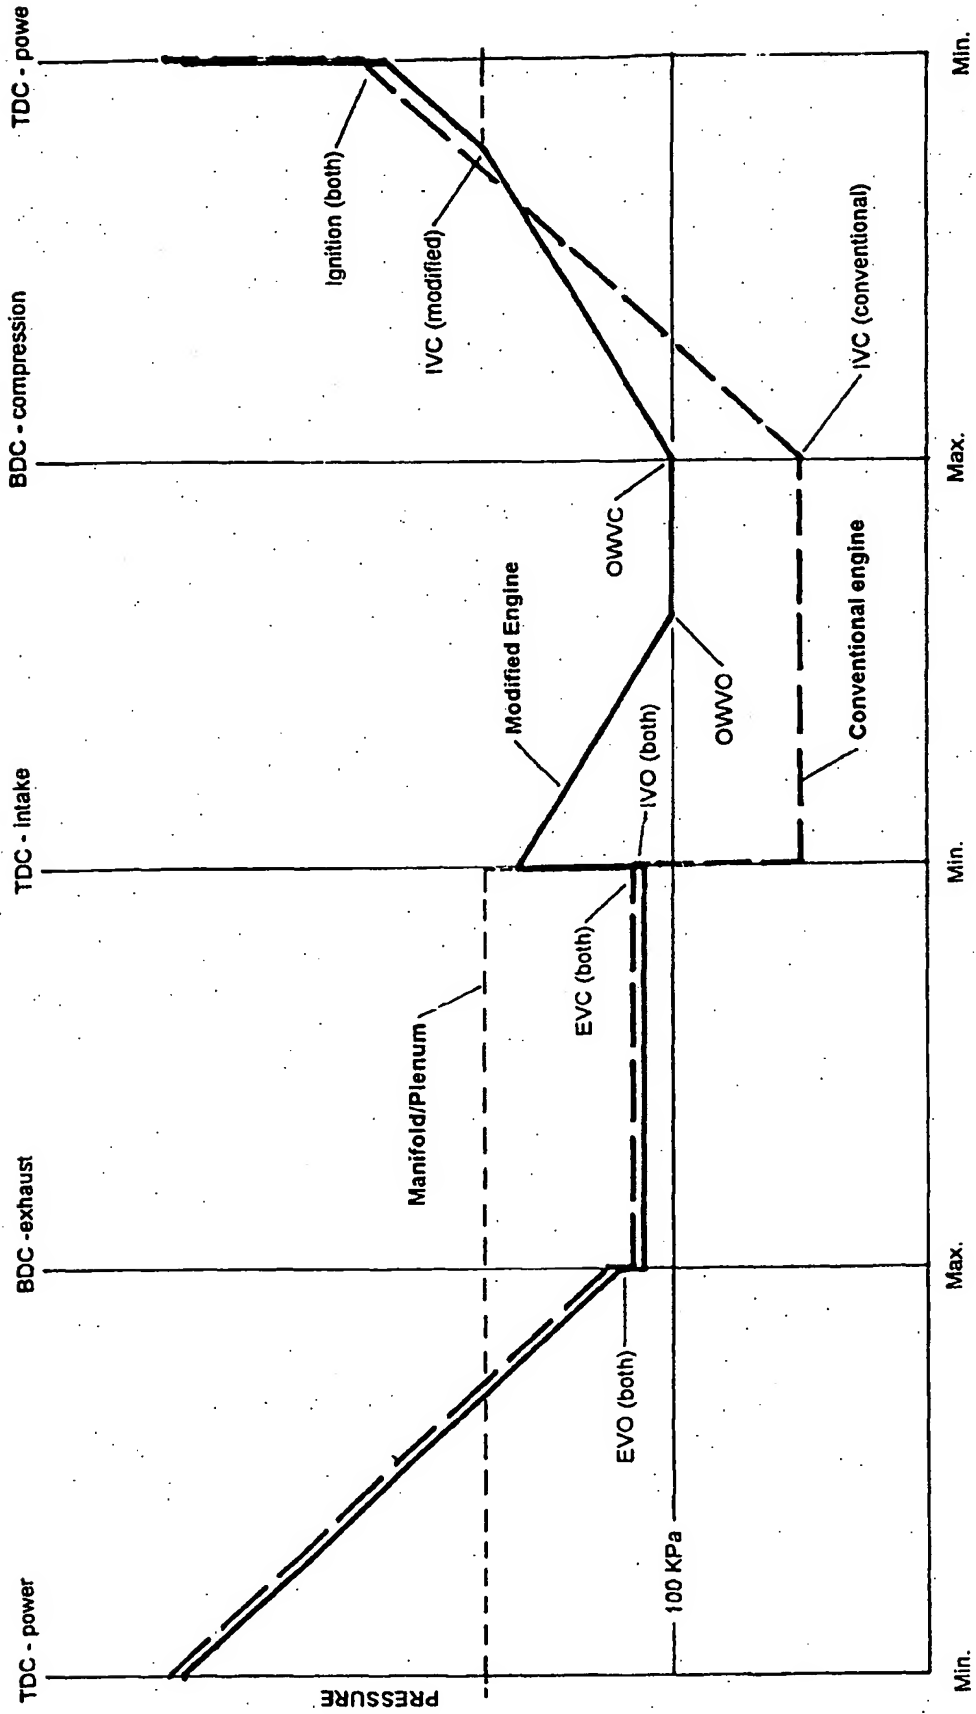 TDC - power
BDC -exhaust
TDC - intake
BDC - compression
TDC - powe
PRESSURE
Manifold/Plenum
Modified Engine
Ignition (both)
IVC (modified)
EVO (both)
EVC (both)
IVO (both)
OWVO
OWVC
100 KPa
Conventional engine
IVC (conventional)
Min.
Max.
Min.
Max.
Min.